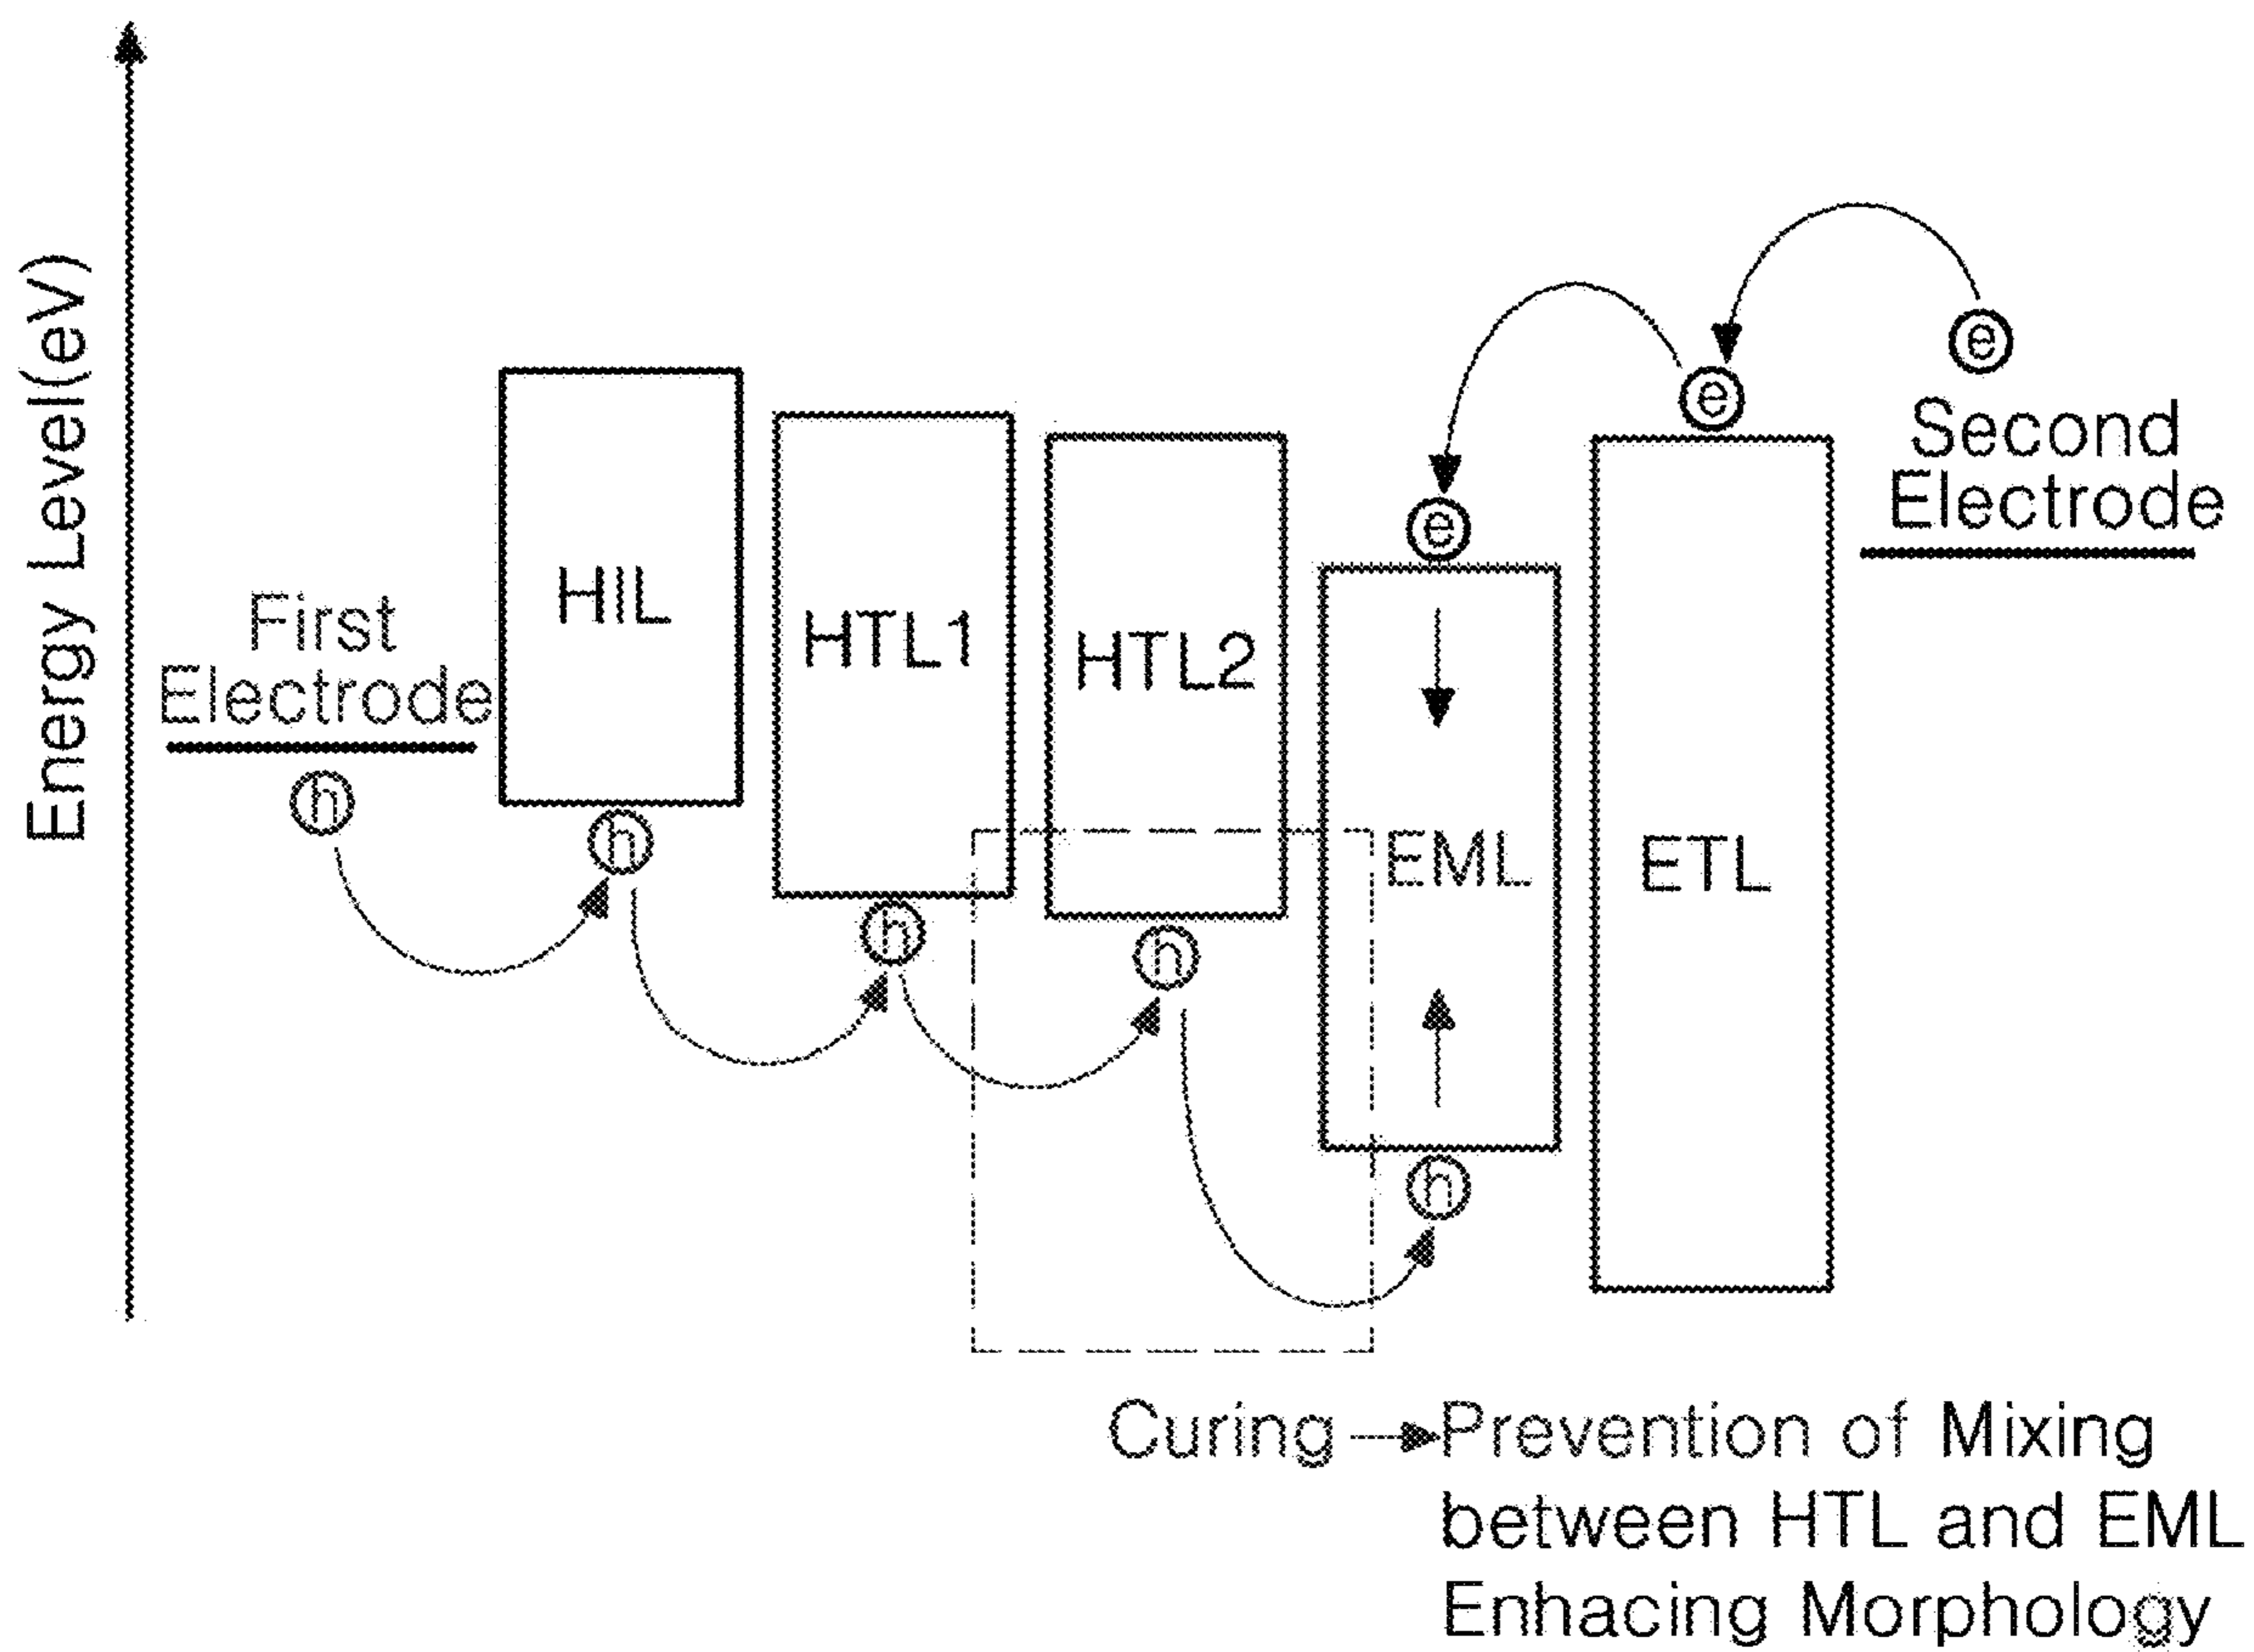 Energy Level(eV)
First
Electrode
h
HIL
h
HTL1
h
HTL2
h
e
EML
h
e
ETL
e
Second
Electrode
Curing → Prevention of Mixing
between HTL and EML
Enhacing Morphology